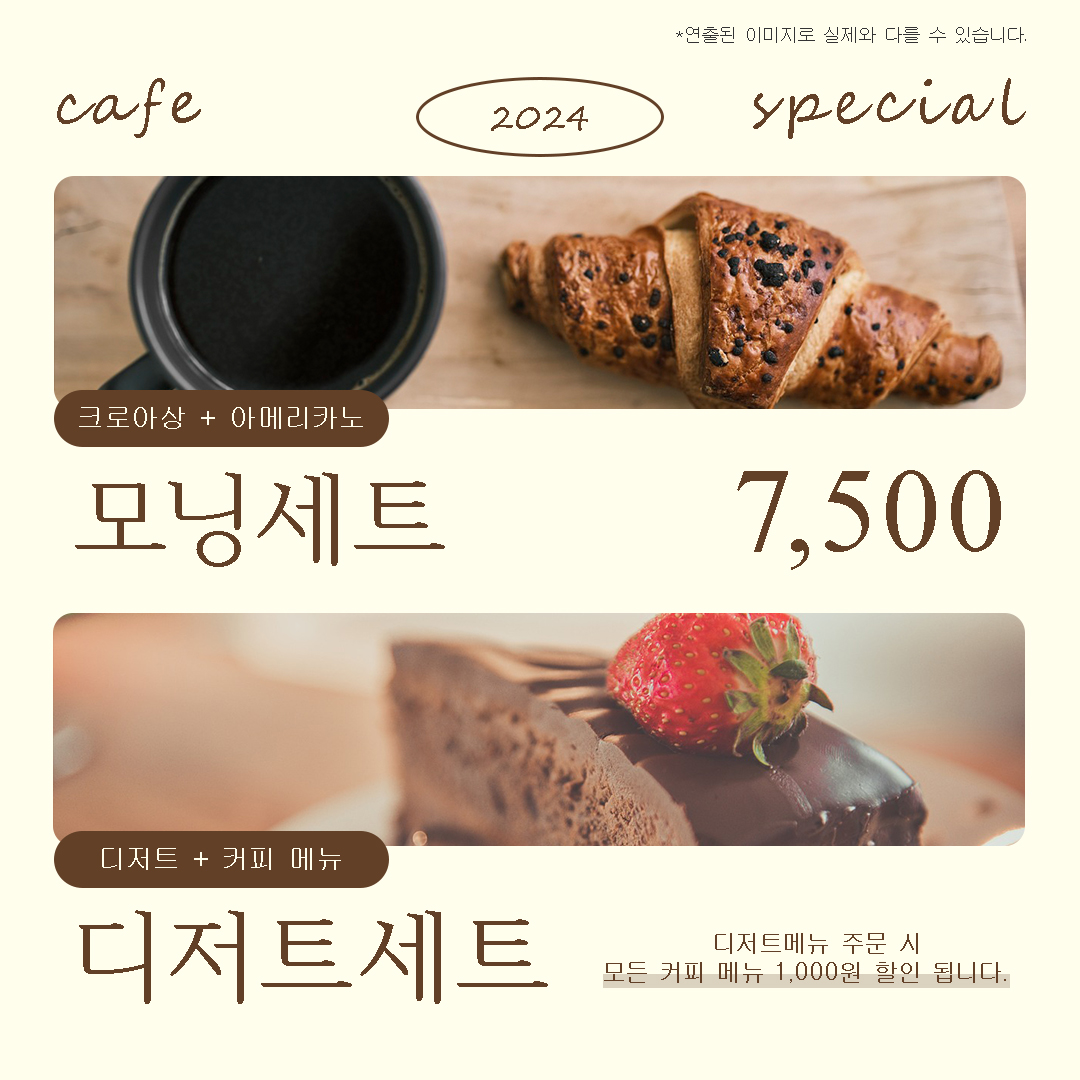 *연출된 이미지로 실제와 다를 수 있습니다.
cafe 2024 special
크로아상 + 아메리카노
모닝세트 7,500
디저트 + 커피 메뉴
디저트세트
디저트메뉴 주문 시
모든 커피 메뉴 1,000원 할인 됩니다.